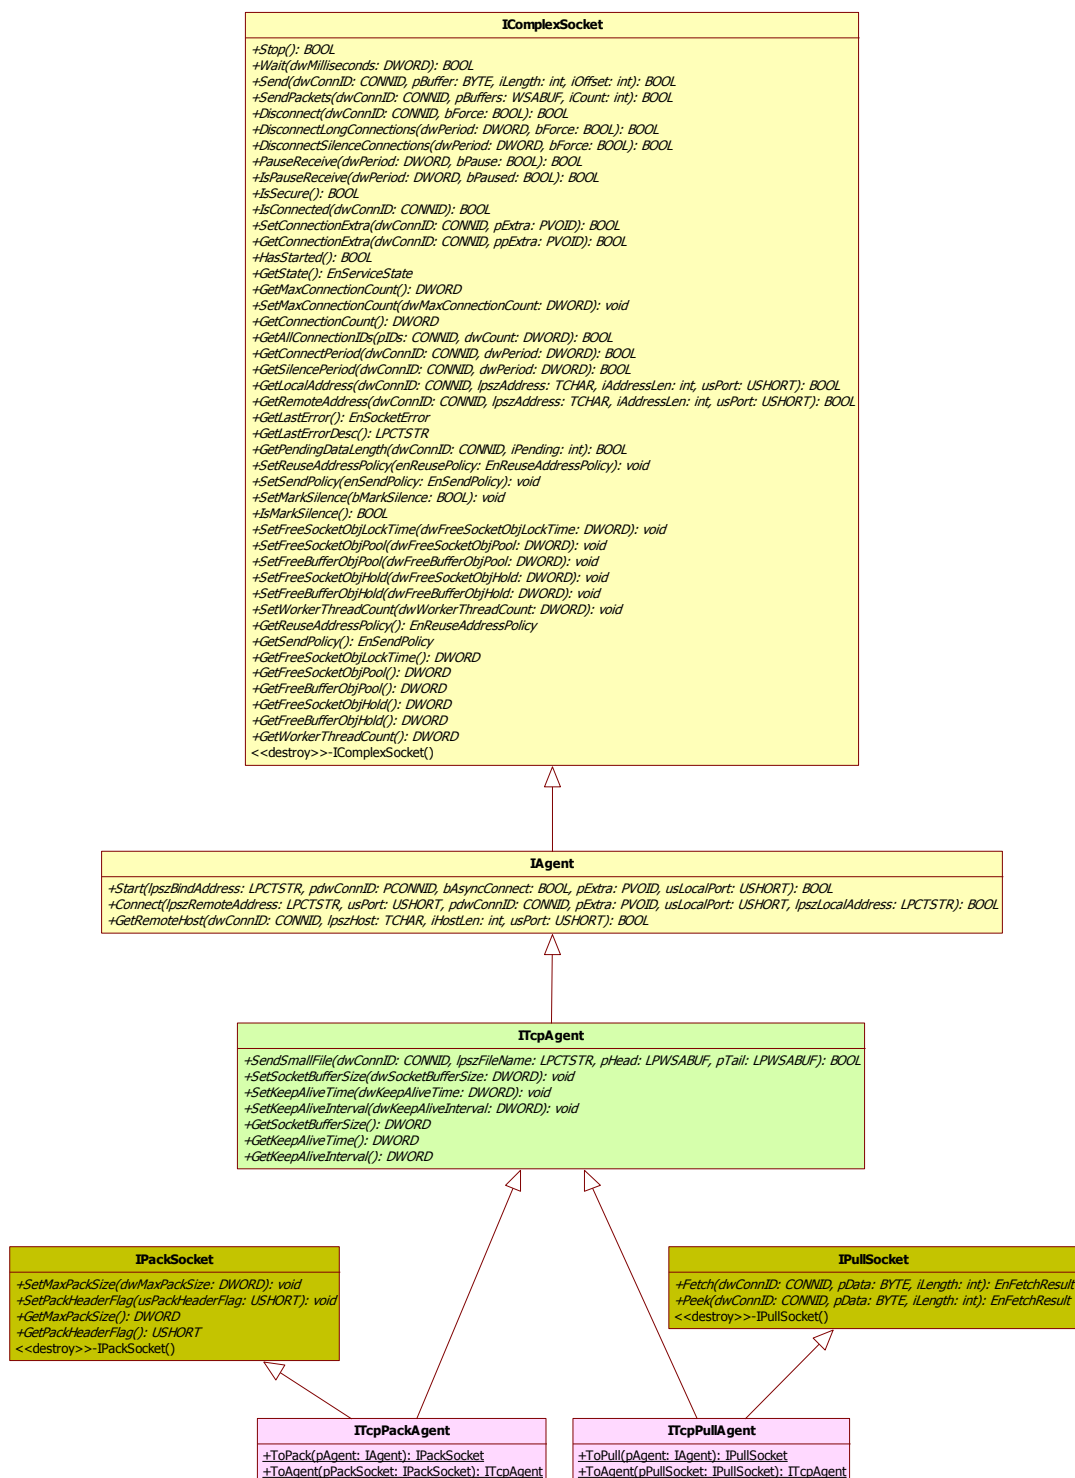 IComplexSocket
+Stop(): BOOL
+Wait(dwMilliseconds: DWORD): BOOL
+Send(dwConnID: CONNID, pBuffer: BYTE, iLength: int, iOffset: int): BOOL
+SendPackets(dwConnID: CONNID, pBuffers: WSABUF, iCount: int): BOOL
+Disconnect(dwConnID: CONNID, bForce: BOOL): BOOL
+DisconnectLongConnections(dwPeriod: DWORD, bForce: BOOL): BOOL
+DisconnectSilenceConnections(dwPeriod: DWORD, bForce: BOOL): BOOL
+PauseReceive(dwPeriod: DWORD, bPause: BOOL): BOOL
+IsPauseReceive(dwPeriod: DWORD, bPaused: BOOL): BOOL
+IsSecure(): BOOL
+IsConnected(dwConnID: CONNID): BOOL
+SetConnectionExtra(dwConnID: CONNID, pExtra: PVOID): BOOL
+GetConnectionExtra(dwConnID: CONNID, ppExtra: PVOID): BOOL
+HasStarted(): BOOL
+GetState(): EnServiceState
+GetMaxConnectionCount(): DWORD
+SetMaxConnectionCount(dwMaxConnectionCount: DWORD): void
+GetConnectionCount(): DWORD
+GetAllConnectionIDs(pIDs: CONNID, dwCount: DWORD): BOOL
+GetConnectPeriod(dwConnID: CONNID, dwPeriod: DWORD): BOOL
+GetSilencePeriod(dwConnID: CONNID, dwPeriod: DWORD): BOOL
+GetLocalAddress(dwConnID: CONNID, lpszAddress: TCHAR, iAddressLen: int, usPort: USHORT): BOOL
+GetRemoteAddress(dwConnID: CONNID, lpszAddress: TCHAR, iAddressLen: int, usPort: USHORT): BOOL
+GetLastError(): EnSocketError
+GetLastErrorDesc(): LPCTSTR
+GetPendingDataLength(dwConnID: CONNID, iPending: int): BOOL
+SetReuseAddressPolicy(enReusePolicy: EnReuseAddressPolicy): void
+SetSendPolicy(enSendPolicy: EnSendPolicy): void
+SetMarkSilence(bMarkSilence: BOOL): void
+IsMarkSilence(): BOOL
+SetFreeSocketObjLockTime(dwFreeSocketObjLockTime: DWORD): void
+SetFreeSocketObjPool(dwFreeSocketObjPool: DWORD): void
+SetFreeBufferObjPool(dwFreeBufferObjPool: DWORD): void
+SetFreeSocketObjHold(dwFreeSocketObjHold: DWORD): void
+SetFreeBufferObjHold(dwFreeBufferObjHold: DWORD): void
+SetWorkerThreadCount(dwWorkerThreadCount: DWORD): void
+GetReuseAddressPolicy(): EnReuseAddressPolicy
+GetSendPolicy(): EnSendPolicy
+GetFreeSocketObjLockTime(): DWORD
+GetFreeSocketObjPool(): DWORD
+GetFreeBufferObjPool(): DWORD
+GetFreeSocketObjHold(): DWORD
+GetFreeBufferObjHold(): DWORD
+GetWorkerThreadCount(): DWORD
<<destroy>>-IComplexSocket()
IAgent
+Start(lpszBindAddress: LPCTSTR, pdwConnID: PCONNID, bAsyncConnect: BOOL, pExtra: PVOID, usLocalPort: USHORT): BOOL
+Connect(lpszRemoteAddress: LPCTSTR, usPort: USHORT, pdwConnID: CONNID, pExtra: PVOID, usLocalPort: USHORT, lpszLocalAddress: LPCTSTR): BOOL
+GetRemoteHost(dwConnID: CONNID, lpszHost: TCHAR, iHostLen: int, usPort: USHORT): BOOL
ITcpAgent
+SendSmallFile(dwConnID: CONNID, lpszFileName: LPCTSTR, pHead: LPWSABUF, pTail: LPWSABUF): BOOL
+SetSocketBufferSize(dwSocketBufferSize: DWORD): void
+SetKeepAliveTime(dwKeepAliveTime: DWORD): void
+SetKeepAliveInterval(dwKeepAliveInterval: DWORD): void
+GetSocketBufferSize(): DWORD
+GetKeepAliveTime(): DWORD
+GetKeepAliveInterval(): DWORD
IPackSocket
+SetMaxPackSize(dwMaxPackSize: DWORD): void
+SetPackHeaderFlag(usPackHeaderFlag: USHORT): void
+GetMaxPackSize(): DWORD
+GetPackHeaderFlag(): USHORT
<<destroy>>-IPackSocket()
IPullSocket
+Fetch(dwConnID: CONNID, pData: BYTE, iLength: int): EnFetchResult
+Peek(dwConnID: CONNID, pData: BYTE, iLength: int): EnFetchResult
<<destroy>>-IPullSocket()
ITcpPackAgent
+ToPack(pAgent: IAgent): IPackSocket
+ToAgent(pPackSocket: IPackSocket): ITcpAgent
ITcpPullAgent
+ToPull(pAgent: IAgent): IPullSocket
+ToAgent(pPullSocket: IPullSocket): ITcpAgent